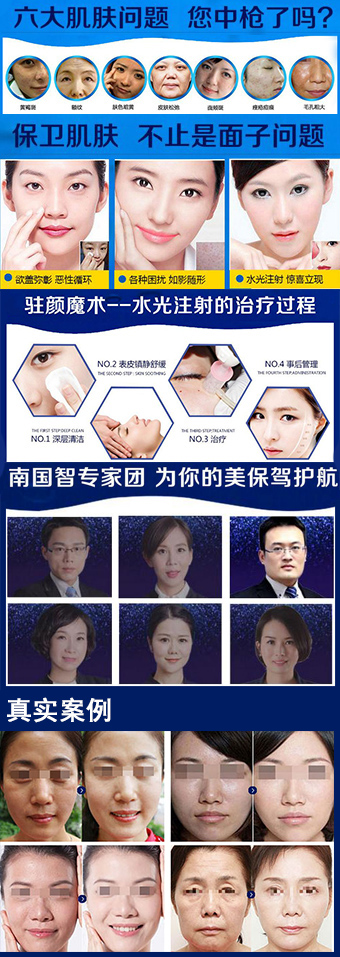 六大肌肤问题 您中枪了吗?
黄褐斑 皱纹 肤色暗黄 皮肤松弛 面颊斑 痤疮痘痕 毛孔粗大
保卫肌肤 不止是面子问题
欲盖弥彰 恶性循环
各种困扰 如影随形
水光注射 惊喜立现
驻颜魔术--水光注射的治疗过程
NO.2 表皮镇静舒缓
THE SECOND STEP : SKIN SOOTHING
NO.4 事后管理
THE FOURTH STEP:ADMINISTRATION
THE FIRST STEP:DEEP CLEAN
NO.1 深层清洁
THE THIRD STEP:TREATMENT
NO.3 治疗
南国智专家团 为你的美保驾护航
真实案例